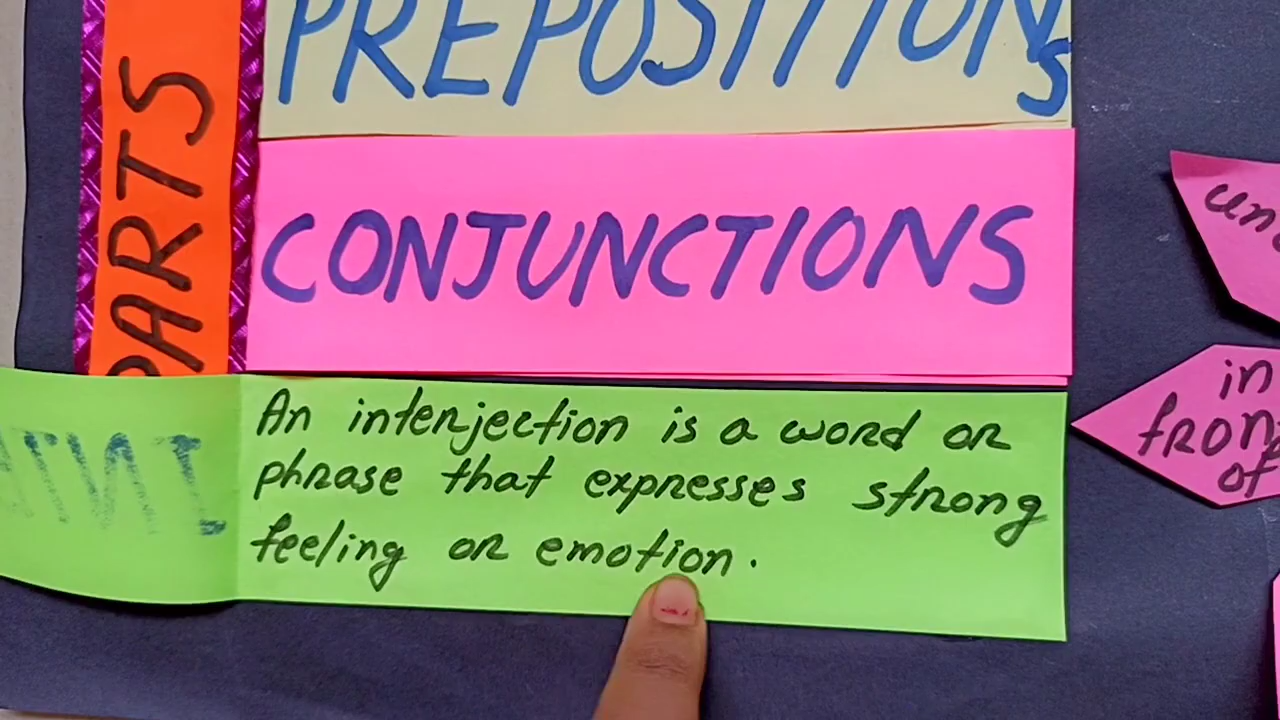 PREPOSITIONS
PARTS
CONJUNCTIONS
An interjection is a word or
phrase that expresses strong
feeling or emotion.
in
front
of